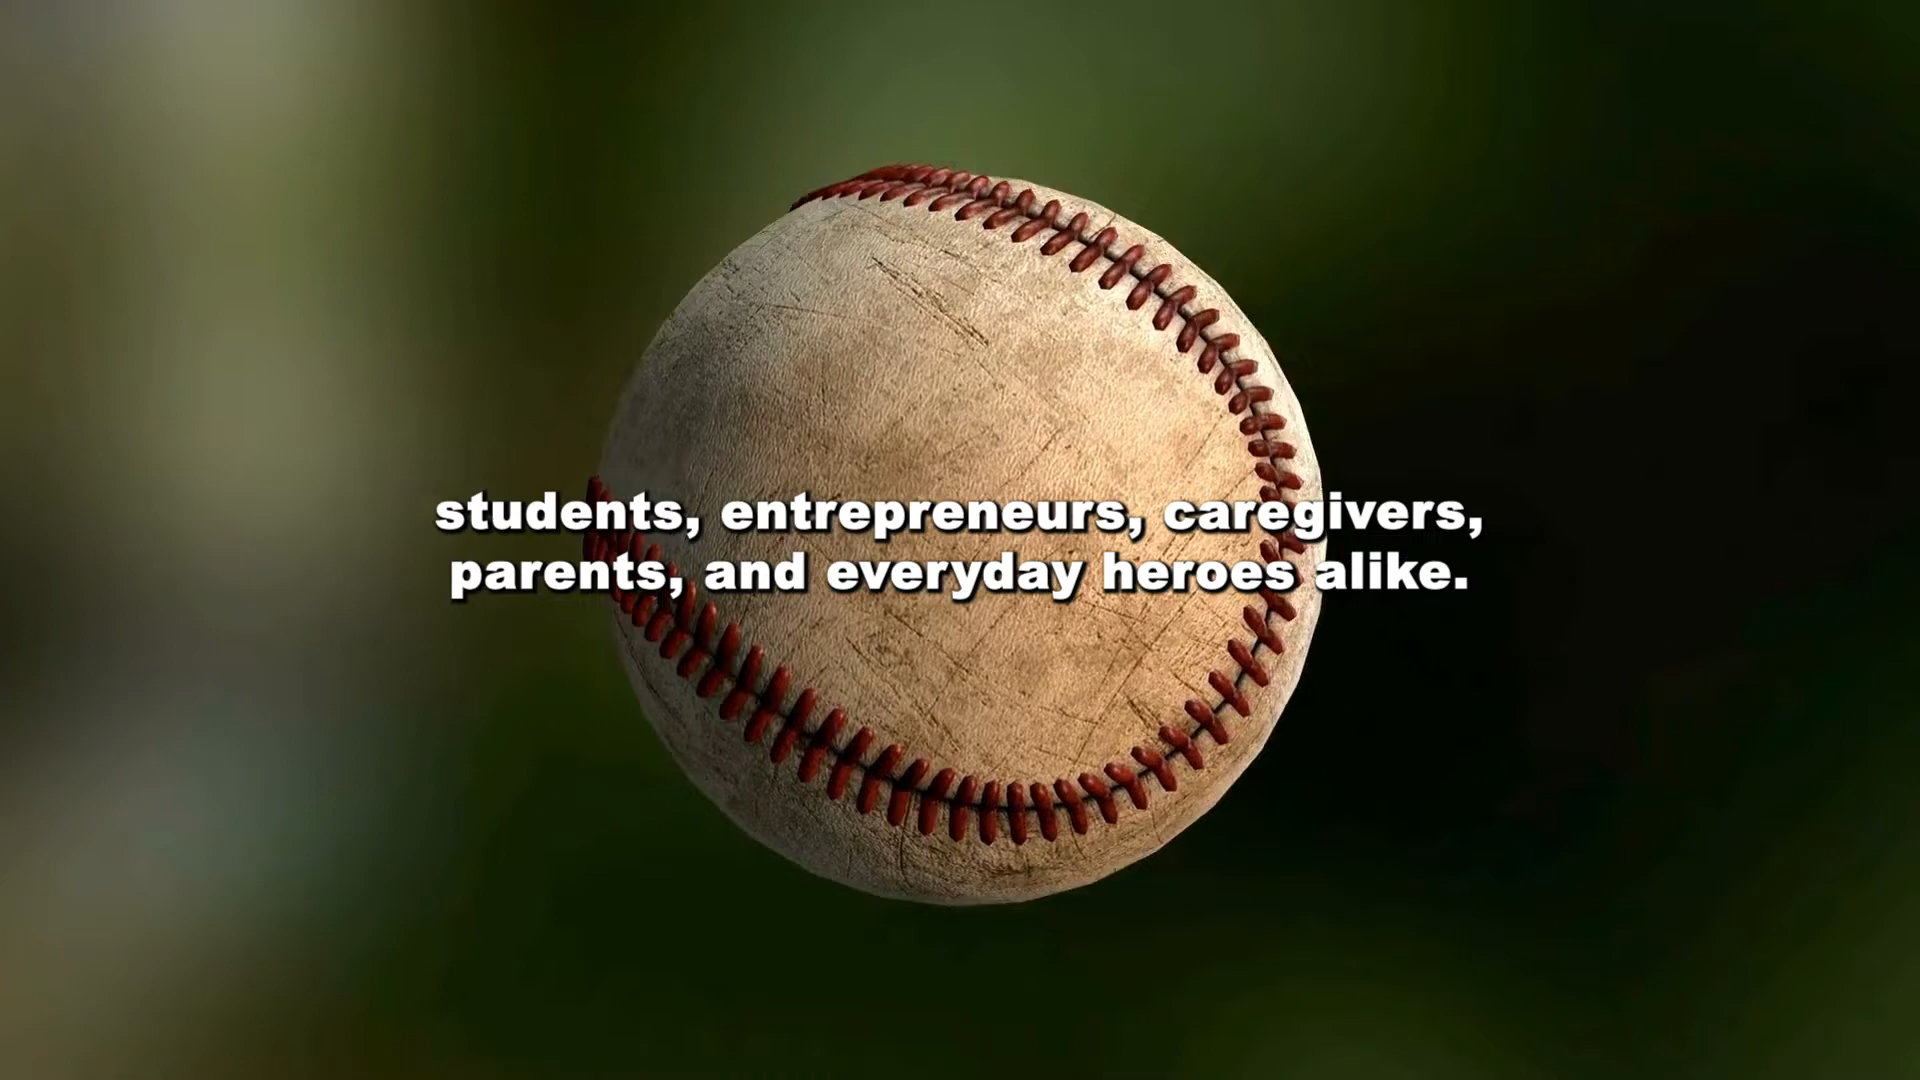 students, entrepreneurs, caregivers,
parents, and everyday heroes alike.